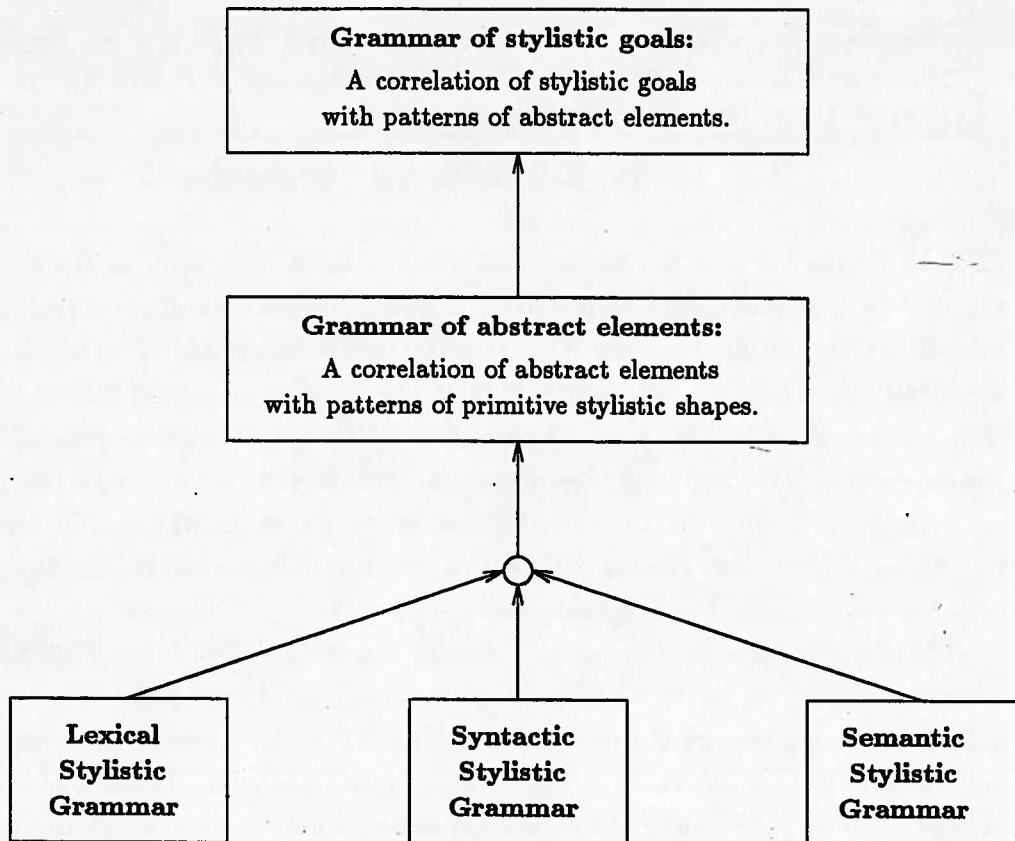 Grammar of stylistic goals:
A correlation of stylistic goals
with patterns of abstract elements.
Grammar of abstract elements:
A correlation of abstract elements
with patterns of primitive stylistic shapes.
Lexical
Stylistic
Grammar
Syntactic
Stylistic
Grammar
Semantic
Stylistic
Grammar